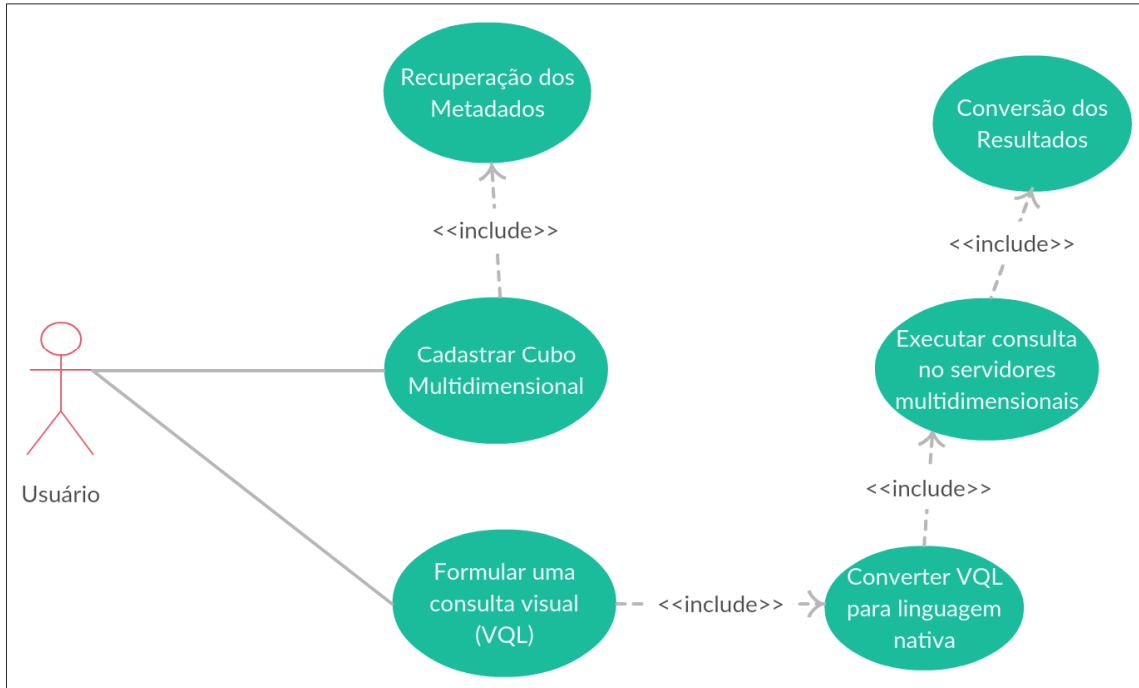 Recuperação dos
Metadados
Conversão dos
Resultados
<<include>>
<<include>>
Cadastrar Cubo
Multidimensional
Executar consulta
no servidores
multidimensionais
Usuário
<<include>>
Formular uma
consulta visual
(VQL)
<<include>>
Converter VQL
para linguagem
nativa